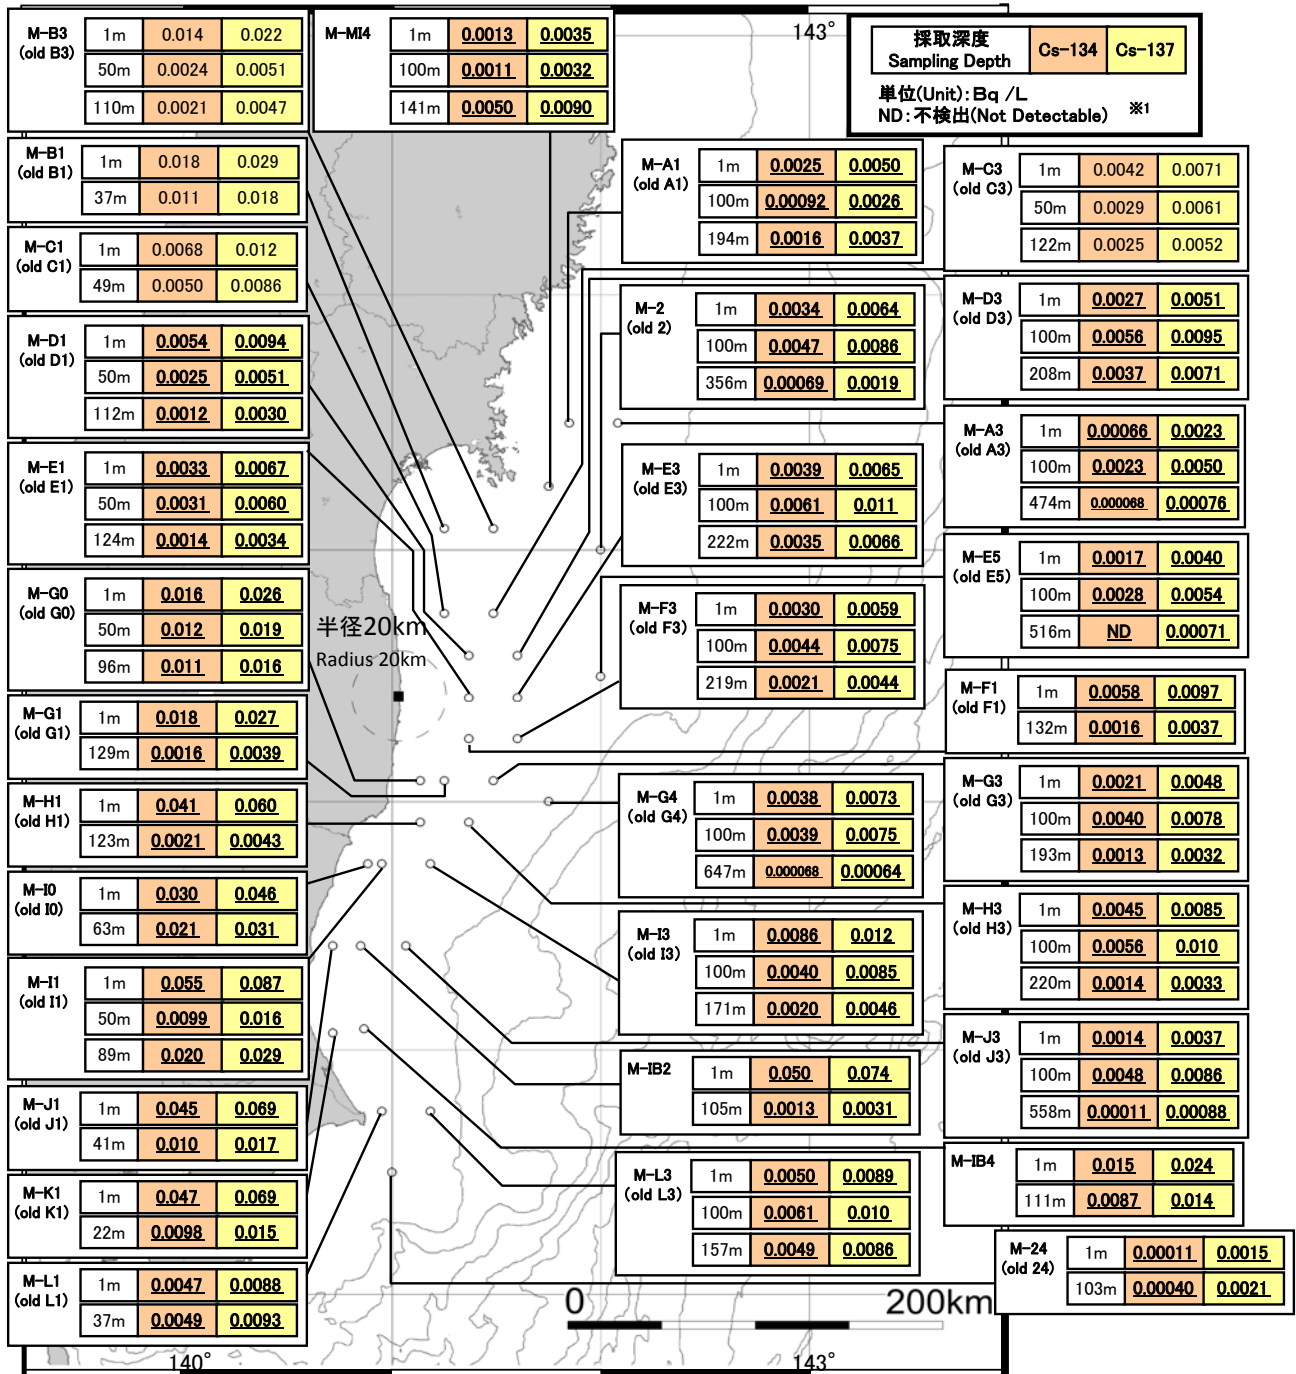 M-B3
(old B3)
1m 0.014 0.022
50m 0.0024 0.0051
110m 0.0021 0.0047
M-MI4
1m 0.0013 0.0035
100m 0.0011 0.0032
141m 0.0050 0.0090
143°
採取深度
Sampling Depth
Cs-134 Cs-137
単位(Unit):Bq /L
ND:不検出(Not Detectable) ※1
M-B1
(old B1)
1m 0.018 0.029
37m 0.011 0.018
M-A1
(old A1)
1m 0.0025 0.0050
100m 0.00092 0.0026
194m 0.0016 0.0037
M-C3
(old C3)
1m 0.0042 0.0071
50m 0.0029 0.0061
122m 0.0025 0.0052
M-C1
(old C1)
1m 0.0068 0.012
49m 0.0050 0.0086
M-2
(old 2)
1m 0.0034 0.0064
100m 0.0047 0.0086
356m 0.00069 0.0019
M-D3
(old D3)
1m 0.0027 0.0051
100m 0.0056 0.0095
208m 0.0037 0.0071
M-D1
(old D1)
1m 0.0054 0.0094
50m 0.0025 0.0051
112m 0.0012 0.0030
M-A3
(old A3)
1m 0.00066 0.0023
100m 0.0023 0.0050
474m 0.000068 0.00076
M-E1
(old E1)
1m 0.0033 0.0067
50m 0.0031 0.0060
124m 0.0014 0.0034
M-E3
(old E3)
1m 0.0039 0.0065
100m 0.0061 0.011
222m 0.0035 0.0066
M-E5
(old E5)
1m 0.0017 0.0040
100m 0.0028 0.0054
516m ND 0.00071
M-G0
(old G0)
1m 0.016 0.026
50m 0.012 0.019
96m 0.011 0.016
半径20km
Radius 20km
M-F3
(old F3)
1m 0.0030 0.0059
100m 0.0044 0.0075
219m 0.0021 0.0044
M-F1
(old F1)
1m 0.0058 0.0097
132m 0.0016 0.0037
M-G1
(old G1)
1m 0.018 0.027
129m 0.0016 0.0039
M-G4
(old G4)
1m 0.0038 0.0073
100m 0.0039 0.0075
647m 0.000068 0.00064
M-G3
(old G3)
1m 0.0021 0.0048
100m 0.0040 0.0078
193m 0.0013 0.0032
M-H1
(old H1)
1m 0.041 0.060
123m 0.0021 0.0043
M-I0
(old I0)
1m 0.030 0.046
63m 0.021 0.031
M-I3
(old I3)
1m 0.0086 0.012
100m 0.0040 0.0085
171m 0.0020 0.0046
M-H3
(old H3)
1m 0.0045 0.0085
100m 0.0056 0.010
220m 0.0014 0.0033
M-I1
(old I1)
1m 0.055 0.087
50m 0.0099 0.016
89m 0.020 0.029
M-IB2
1m 0.050 0.074
105m 0.0013 0.0031
M-J3
(old J3)
1m 0.0014 0.0037
100m 0.0048 0.0086
558m 0.00011 0.00088
M-J1
(old J1)
1m 0.045 0.069
41m 0.010 0.017
M-IB4
1m 0.015 0.024
111m 0.0087 0.014
M-K1
(old K1)
1m 0.047 0.069
22m 0.0098 0.015
M-L3
(old L3)
1m 0.0050 0.0089
100m 0.0061 0.010
157m 0.0049 0.0086
M-24
(old 24)
1m 0.00011 0.0015
103m 0.00040 0.0021
M-L1
(old L1)
1m 0.0047 0.0088
37m 0.0049 0.0093
0 200km
140° 143°